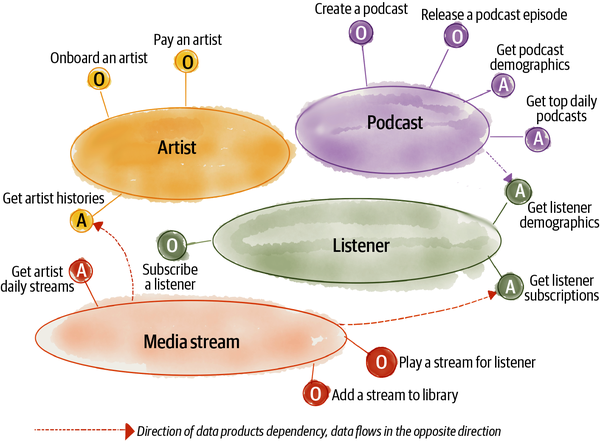 Create a podcast
Release a podcast episode
Pay an artist
Onboard an artist
O
O
O
O
Get podcast
demographics
A
Get top daily
podcasts
A
Podcast
Artist
Get artist histories
A
A
Get listener
demographics
O
Subscribe
a listener
Listener
Get artist
daily streams
A
A
Get listener
subscriptions
Media stream
O
Play a stream for listener
O
Add a stream to library
Direction of data products dependency, data flows in the opposite direction